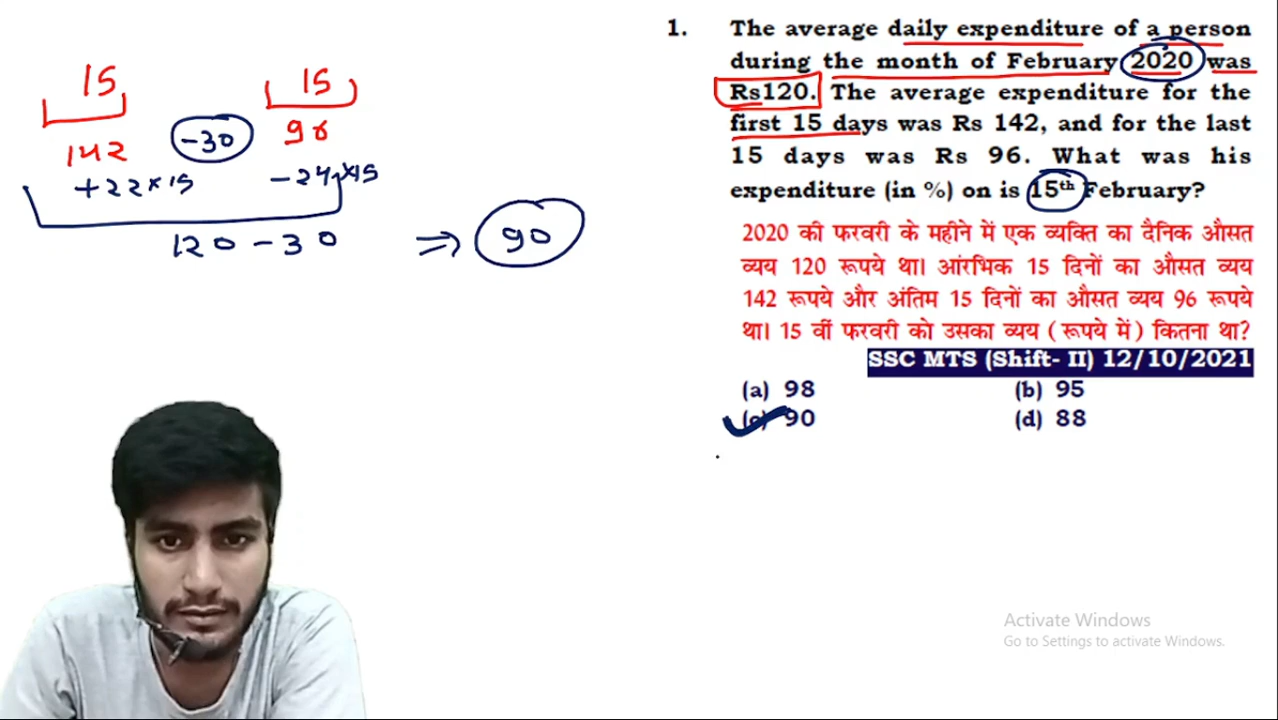 15 15
142 -30 96
+22×15 -24×15
120-30 ⇒ 90
1. The average daily expenditure of a person
during the month of February 2020 was
Rs120. The average expenditure for the
first 15 days was Rs 142, and for the last
15 days was Rs 96. What was his
expenditure (in %) on is 15th February?
2020 की फरवरी के महीने में एक व्यक्ति का दैनिक औसत
व्यय 120 रूपये था। आंरभिक 15 दिनों का औसत व्यय
142 रूपये और अंतिम 15 दिनों का औसत व्यय 96 रूपये
था। 15 वीं फरवरी को उसका व्यय (रूपये में) कितना था?
SSC MTS (Shift- II) 12/10/2021
(a) 98 (b) 95
(c) 90 (d) 88
Activate Windows
Go to Settings to activate Windows.